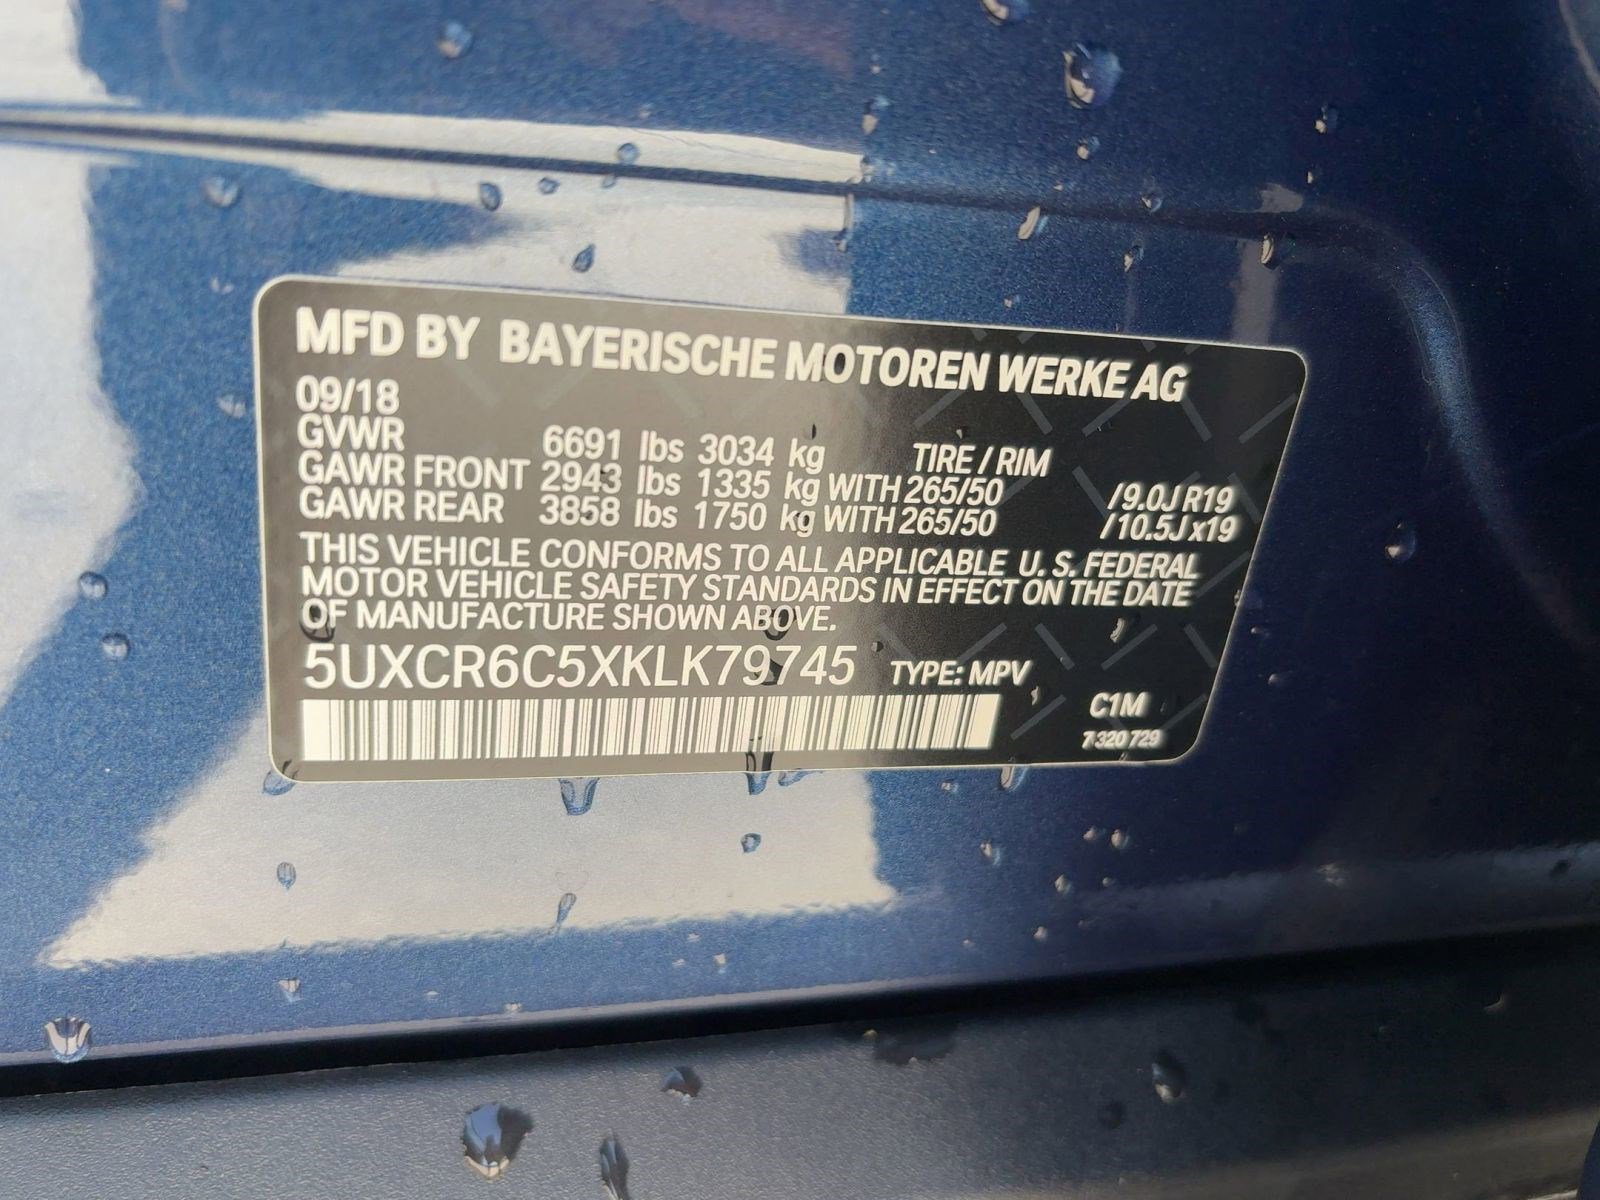 MFD BY BAYERISCHE MOTOREN WERKE AG
09/18
GVWR 6691 lbs 3034 kg TIRE / RIM
GAWR FRONT 2943 lbs 1335 kg WITH 265/50 /9.0J R19
GAWR REAR 3858 lbs 1750 kg WITH 265/50 /10.5J x19
THIS VEHICLE CONFORMS TO ALL APPLICABLE U. S. FEDERAL
MOTOR VEHICLE SAFETY STANDARDS IN EFFECT ON THE DATE
OF MANUFACTURE SHOWN ABOVE.
5UXCR6C5XKLK79745 TYPE: MPV
C1M
7 320 729